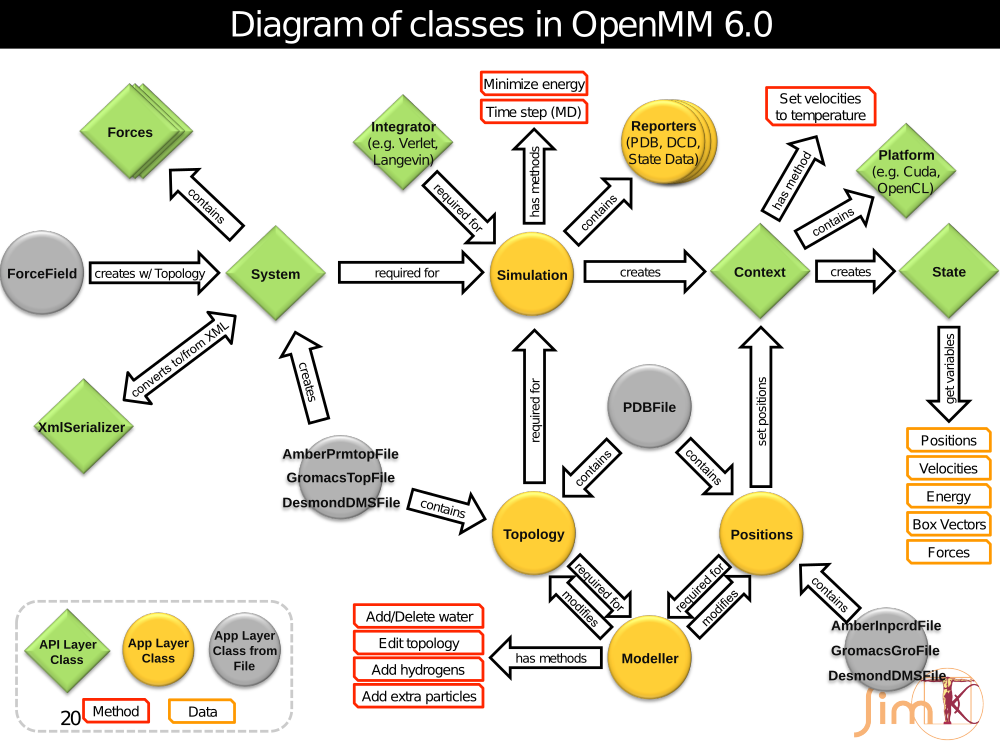 Diagram of classes in OpenMM 6.0
Forces
Integrator
(e.g. Verlet,
Langevin)
Minimize energy
Time step (MD)
Reporters
(PDB, DCD,
State Data)
Set velocities
to temperature
Platform
(e.g. Cuda,
OpenCL)
contains
required for
has methods
contains
has method
contains
ForceField
creates w/ Topology
System
required for
Simulation
creates
Context
creates
State
converts to/from XML
creates
required for
set positions
get variables
XmlSerializer
PDBFile
contains
contains
AmberPrmtopFile
GromacsTopFile
DesmondDMSFile
contains
Positions
Velocities
Energy
Box Vectors
Forces
Topology
Positions
required for
modifies
required for
modifies
contains
AmberInpcrdFile
GromacsGroFile
DesmondDMSFile
Add/Delete water
Edit topology
Add hydrogens
Add extra particles
has methods
Modeller
API Layer
Class
App Layer
Class
App Layer
Class from
File
20
Method
Data
Jim K